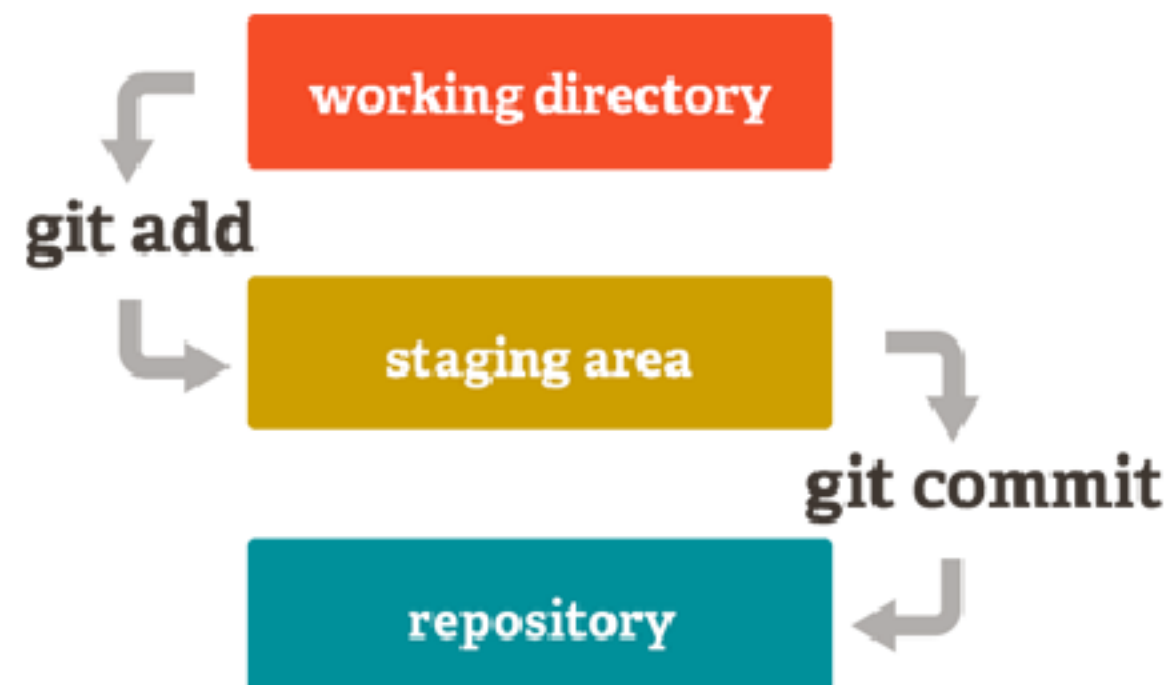 working directory
git add
staging area
git commit
repository